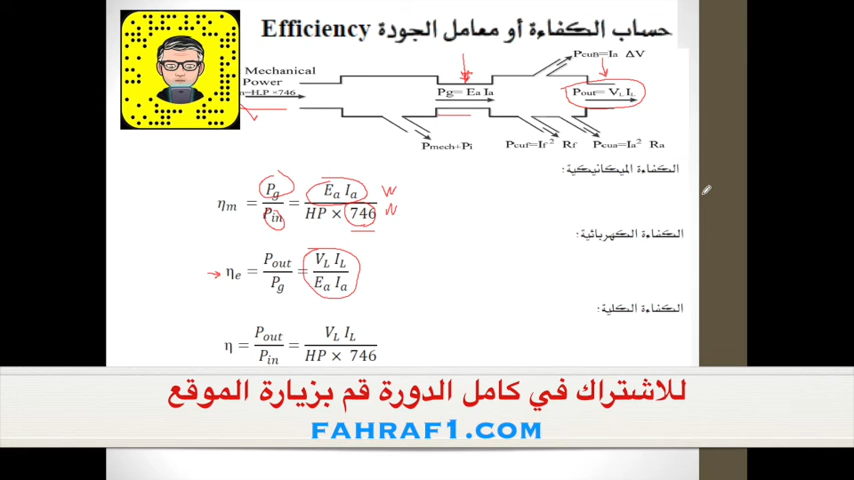 حساب الكفاءة أو معامل الجودة Efficiency
Pcun=Ia ΔV
Mechanical
Power
n=H.P ×746
Pg= Ea Ia
Pout= VL IL
Pmech+Pi
Pcuf=If² Rf
Pcua=Ia² Ra
الكفاءة الميكانيكية:
ηm = Pg / Pin = Ea Ia / HP × 746
W
الكفاءة الكهربائية:
ηe = Pout / Pg = VL IL / Ea Ia
الكفاءة الكلية:
η = Pout / Pin = VL IL / HP × 746
للاشتراك في كامل الدورة قم بزيارة الموقع
FAHRAF1.COM